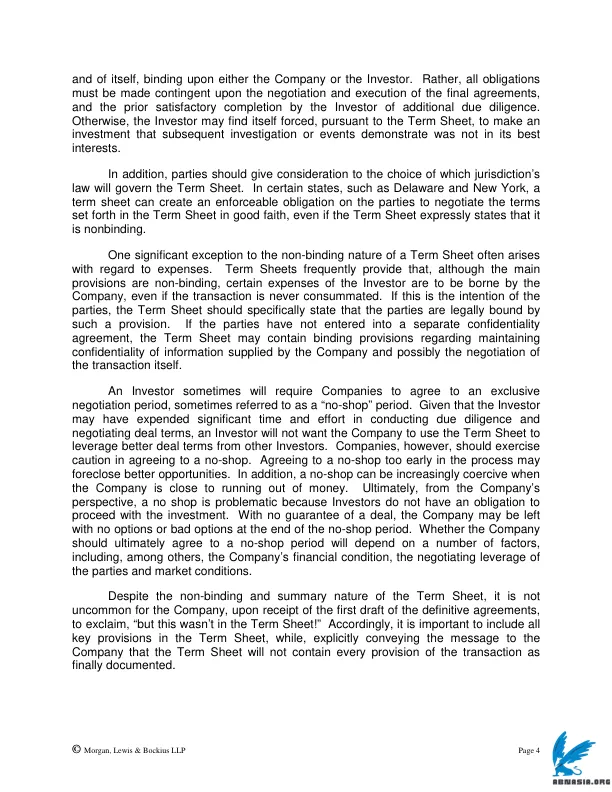 and of itself, binding upon either the Company or the Investor. Rather, all obligations
must be made contingent upon the negotiation and execution of the final agreements,
and the prior satisfactory completion by the Investor of additional due diligence.
Otherwise, the Investor may find itself forced, pursuant to the Term Sheet, to make an
investment that subsequent investigation or events demonstrate was not in its best
interests.
In addition, parties should give consideration to the choice of which jurisdiction's
law will govern the Term Sheet. In certain states, such as Delaware and New York, a
term sheet can create an enforceable obligation on the parties to negotiate the terms
set forth in the Term Sheet in good faith, even if the Term Sheet expressly states that it
is nonbinding.
One significant exception to the non-binding nature of a Term Sheet often arises
with regard to expenses. Term Sheets frequently provide that, although the main
provisions are non-binding, certain expenses of the Investor are to be borne by the
Company, even if the transaction is never consummated. If this is the intention of the
parties, the Term Sheet should specifically state that the parties are legally bound by
such a provision. If the parties have not entered into a separate confidentiality
agreement, the Term Sheet may contain binding provisions regarding maintaining
confidentiality of information supplied by the Company and possibly the negotiation of
the transaction itself.
An Investor sometimes will require Companies to agree to an exclusive
negotiation period, sometimes referred to as a “no-shop” period. Given that the Investor
may have expended significant time and effort in conducting due diligence and
negotiating deal terms, an Investor will not want the Company to use the Term Sheet to
leverage better deal terms from other Investors. Companies, however, should exercise
caution in agreeing to a no-shop. Agreeing to a no-shop too early in the process may
foreclose better opportunities. In addition, a no-shop can be increasingly coercive when
the Company is close to running out of money. Ultimately, from the Company's
perspective, a no shop is problematic because Investors do not have an obligation to
proceed with the investment. With no guarantee of a deal, the Company may be left
with no options or bad options at the end of the no-shop period. Whether the Company
should ultimately agree to a no-shop period will depend on a number of factors,
including, among others, the Company's financial condition, the negotiating leverage of
the parties and market conditions.
Despite the non-binding and summary nature of the Term Sheet, it is not
uncommon for the Company, upon receipt of the first draft of the definitive agreements,
to exclaim, “but this wasn't in the Term Sheet!” Accordingly, it is important to include all
key provisions in the Term Sheet, while, explicitly conveying the message to the
Company that the Term Sheet will not contain every provision of the transaction as
finally documented.
© Morgan, Lewis & Bockius LLP Page 4
ABNASIA.ORG